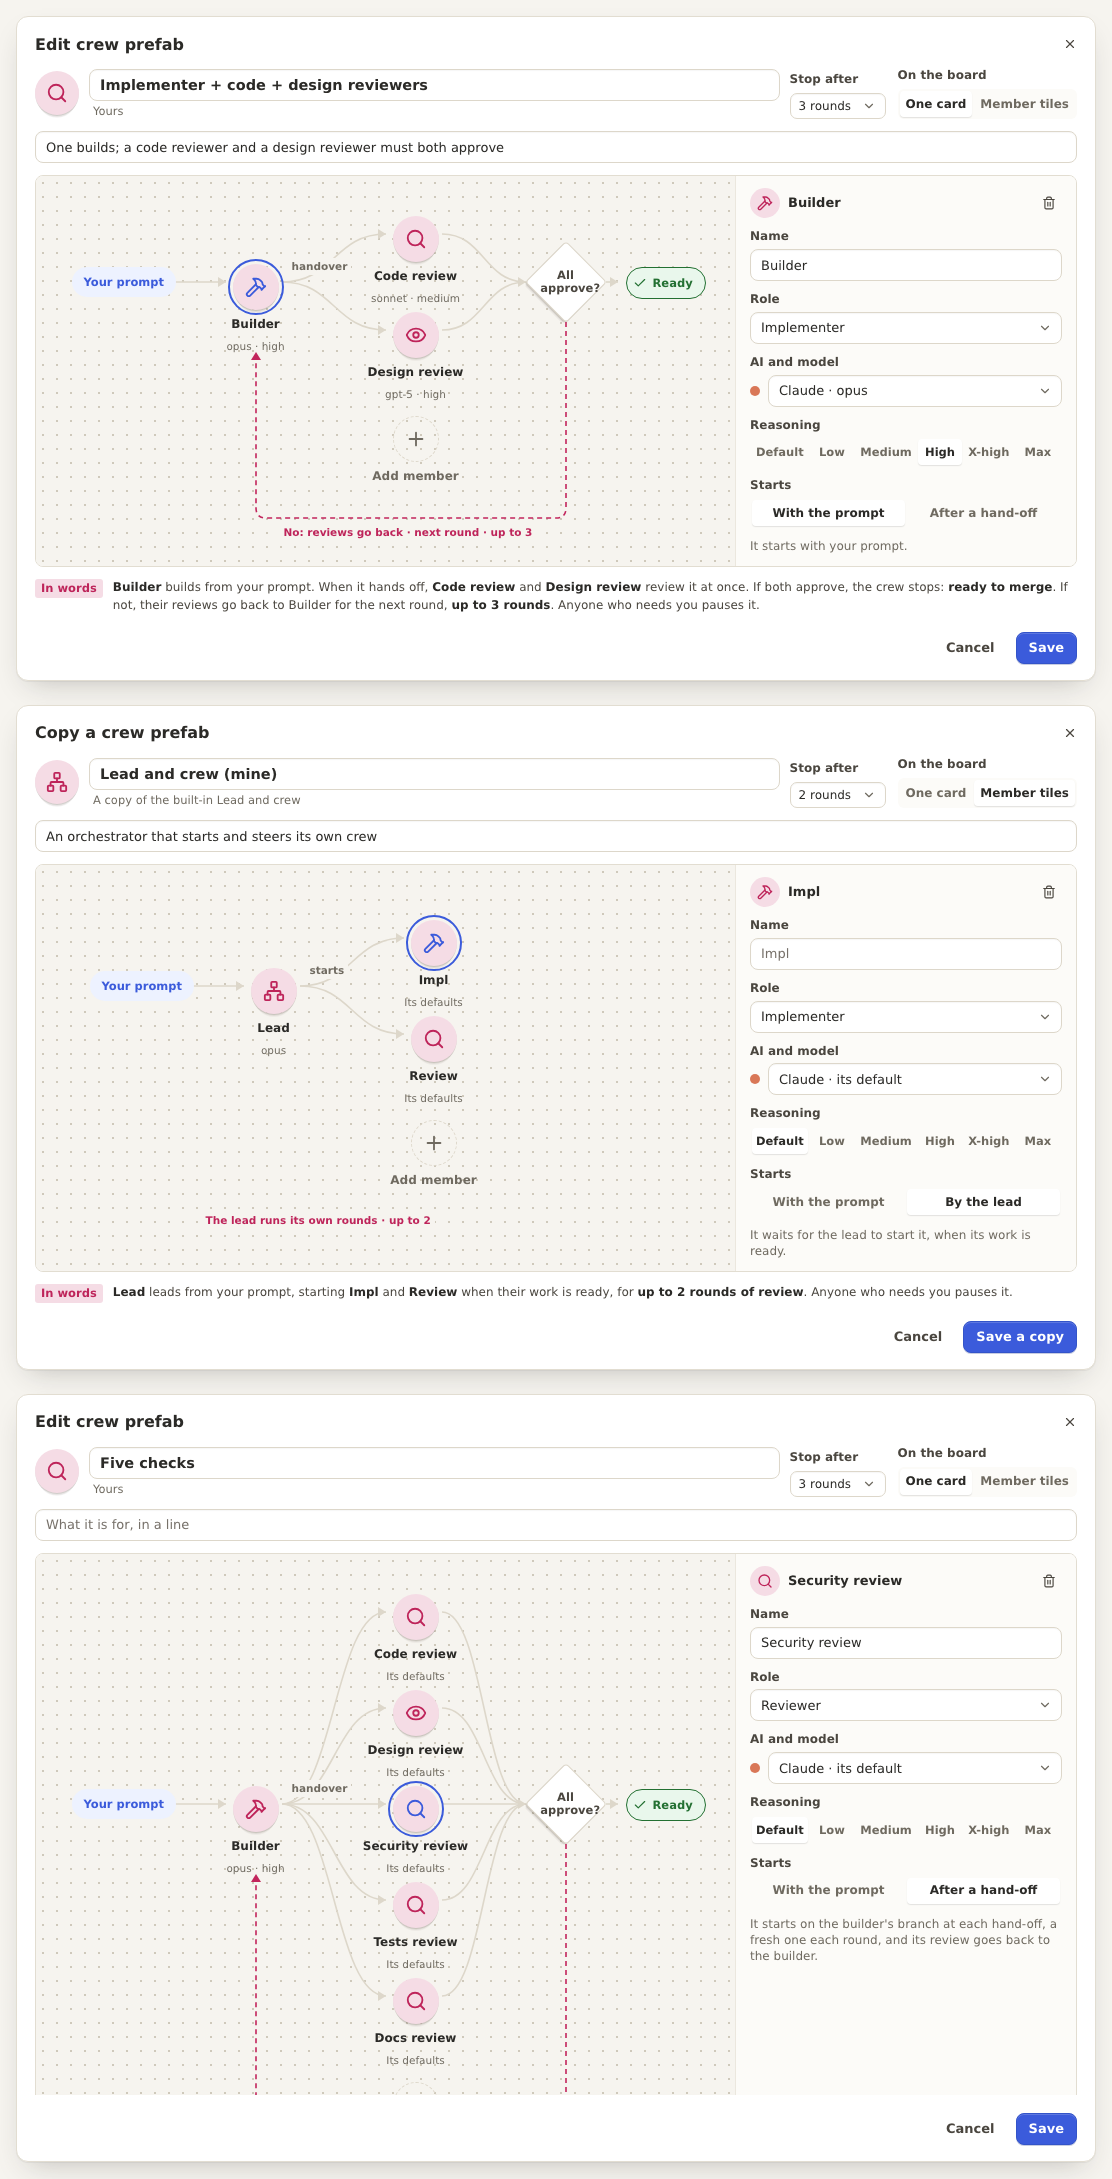 Edit crew prefab
×
Implementer + code + design reviewers
Yours
Stop after
3 rounds
On the board
One card
Member tiles
One builds; a code reviewer and a design reviewer must both approve
Your prompt
Builder
opus · high
handover
Code review
sonnet · medium
Design review
gpt-5 · high
Add member
All
approve?
Ready
No: reviews go back · next round · up to 3
Builder
Name
Builder
Role
Implementer
AI and model
Claude · opus
Reasoning
Default Low Medium High X-high Max
Starts
With the prompt After a hand-off
It starts with your prompt.
In words
Builder builds from your prompt. When it hands off, Code review and Design review review it at once. If both approve, the crew stops: ready to merge. If
not, their reviews go back to Builder for the next round, up to 3 rounds. Anyone who needs you pauses it.
Cancel
Save
Copy a crew prefab
×
Lead and crew (mine)
A copy of the built-in Lead and crew
Stop after
2 rounds
On the board
One card
Member tiles
An orchestrator that starts and steers its own crew
Your prompt
Lead
opus
starts
Impl
Its defaults
Review
Its defaults
Add member
The lead runs its own rounds · up to 2
Impl
Name
Impl
Role
Implementer
AI and model
Claude · its default
Reasoning
Default Low Medium High X-high Max
Starts
With the prompt By the lead
It waits for the lead to start it, when its work is
ready.
In words
Lead leads from your prompt, starting Impl and Review when their work is ready, for up to 2 rounds of review. Anyone who needs you pauses it.
Cancel
Save a copy
Edit crew prefab
×
Five checks
Yours
Stop after
3 rounds
On the board
One card
Member tiles
What it is for, in a line
Your prompt
Builder
opus · high
handover
Code review
Its defaults
Design review
Its defaults
Security review
Its defaults
Tests review
Its defaults
Docs review
Its defaults
All
approve?
Ready
Security review
Name
Security review
Role
Reviewer
AI and model
Claude · its default
Reasoning
Default Low Medium High X-high Max
Starts
With the prompt After a hand-off
It starts on the builder's branch at each hand-off, a
fresh one each round, and its review goes back to
the builder.
Cancel
Save